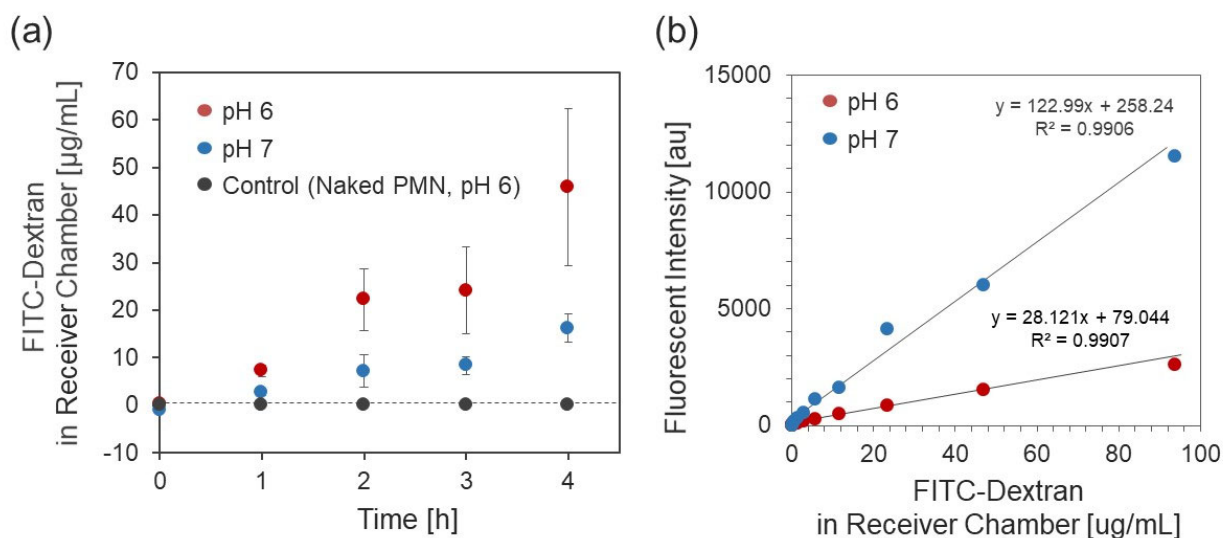 (a)
FITC-Dextran
in Receiver Chamber [µg/mL]
70
60
50
40
30
20
10
0
-10
pH 6
pH 7
Control (Naked PMN, pH 6)
0 1 2 3 4
Time [h]
(b)
Fluorescent Intensity [au]
15000
10000
5000
0
pH 6
pH 7
y = 122.99x + 258.24
R² = 0.9906
y = 28.121x + 79.044
R² = 0.9907
0 20 40 60 80 100
FITC-Dextran
in Receiver Chamber [ug/mL]